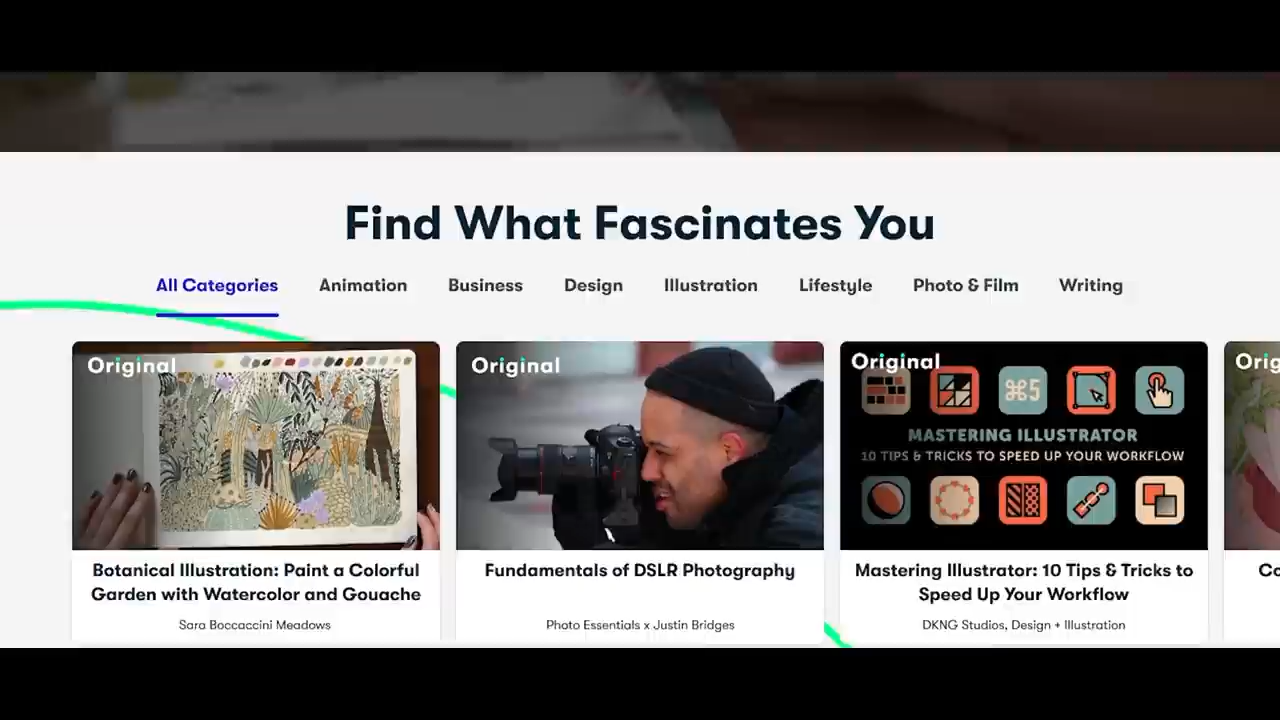 Find What Fascinates You
All Categories Animation Business Design Illustration Lifestyle Photo & Film Writing
Original
Original
Original
⌘5
MASTERING ILLUSTRATOR
10 TIPS & TRICKS TO SPEED UP YOUR WORKFLOW
Botanical Illustration: Paint a Colorful
Garden with Watercolor and Gouache
Sara Boccaccini Meadows
Fundamentals of DSLR Photography
Photo Essentials x Justin Bridges
Mastering Illustrator: 10 Tips & Tricks to
Speed Up Your Workflow
DKNG Studios, Design + Illustration